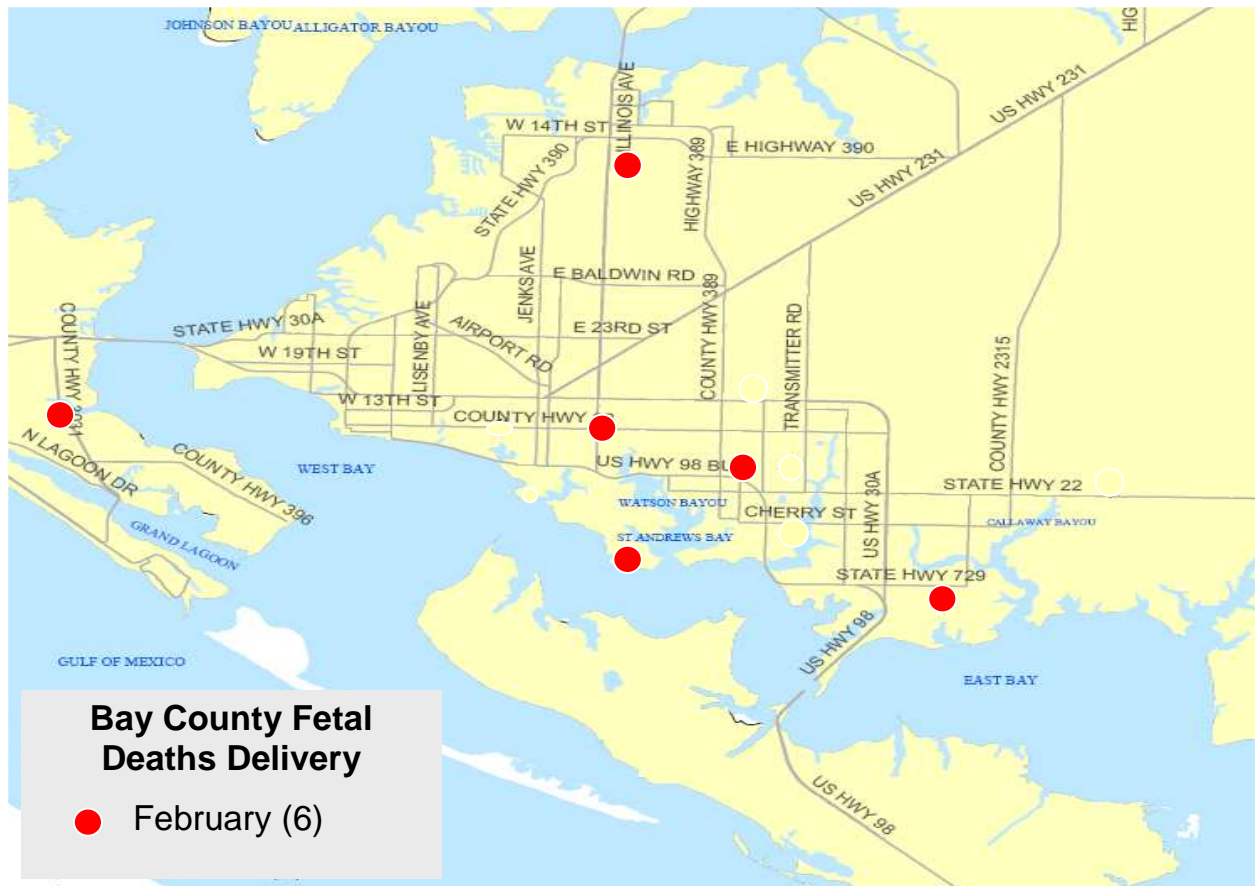 JOHNSON BAYOU
ALLIGATOR BAYOU
HIG
ILLINOIS AVE
US HWY 231
W 14TH ST
E HIGHWAY 390
STATE HWY 390
HIGHWAY 389
US HWY 231
E BALDWIN RD
JENKS AVE
COUNTY HWY 389
STATE HWY 30A
E 23RD ST
LISENBY AVE
AIRPORT RD
TRANSMITTER RD
W 19TH ST
COUNTY HWY 2315
W 13TH ST
COUNTY HWY
COUNTY HWY
N LAGOON DR
COUNTY HWY 396
WEST BAY
US HWY 98 BU
US HWY 30A
STATE HWY 22
WATSON BAYOU
CHERRY ST
CALLAWAY BAYOU
GRAND LAGOON
ST ANDREWS BAY
STATE HWY 729
US HWY 98
GULF OF MEXICO
EAST BAY
US HWY 98
Bay County Fetal
Deaths Delivery
February (6)